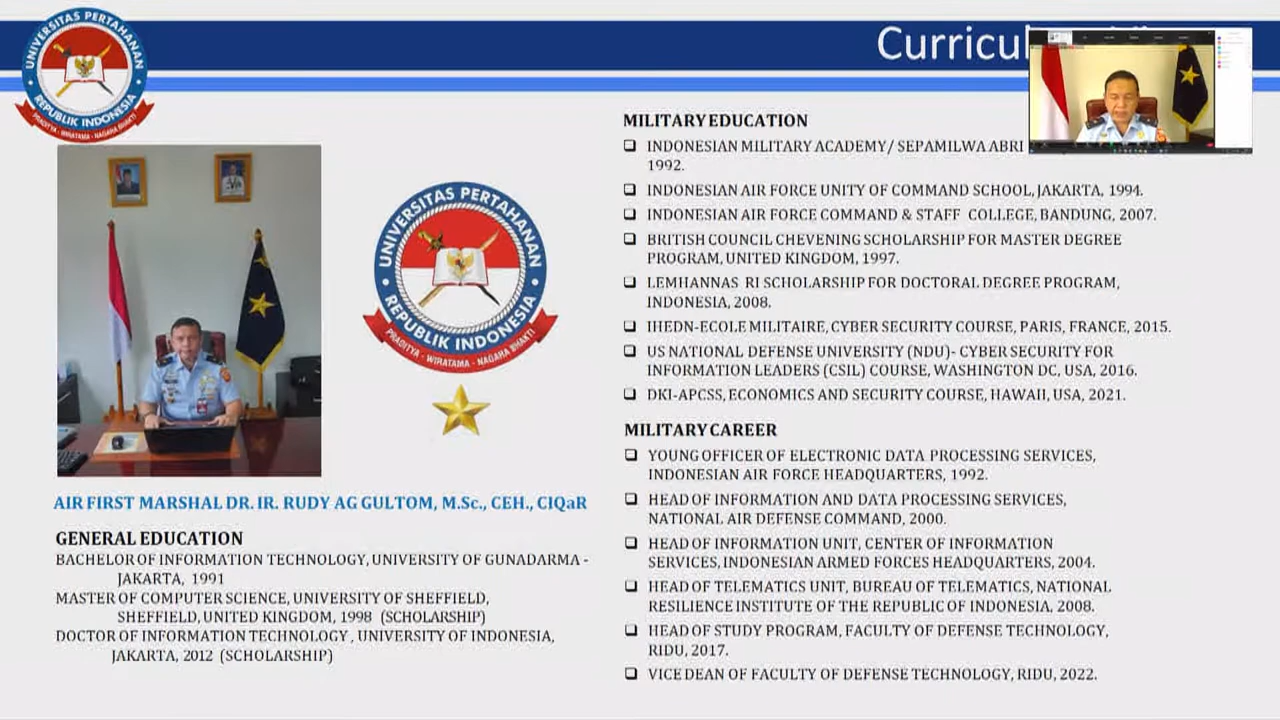 Curricul
UNIVERSITAS PERTAHANAN
REPUBLIK INDONESIA
PRADITYA - WIRATAMA - NAGARA BHAKTI
UNIVERSITAS PERTAHANAN
REPUBLIK INDONESIA
PRADITYA - WIRATAMA - NAGARA BHAKTI
AIR FIRST MARSHAL DR. IR. RUDY AG GULTOM, M.Sc., CEH., CIQaR
GENERAL EDUCATION
BACHELOR OF INFORMATION TECHNOLOGY, UNIVERSITY OF GUNADARMA -
JAKARTA, 1991
MASTER OF COMPUTER SCIENCE, UNIVERSITY OF SHEFFIELD,
SHEFFIELD, UNITED KINGDOM, 1998 (SCHOLARSHIP)
DOCTOR OF INFORMATION TECHNOLOGY , UNIVERSITY OF INDONESIA,
JAKARTA, 2012 (SCHOLARSHIP)
MILITARY EDUCATION
INDONESIAN MILITARY ACADEMY/ SEPAMILWA ABRI
1992.
INDONESIAN AIR FORCE UNITY OF COMMAND SCHOOL, JAKARTA, 1994.
INDONESIAN AIR FORCE COMMAND & STAFF COLLEGE, BANDUNG, 2007.
BRITISH COUNCIL CHEVENING SCHOLARSHIP FOR MASTER DEGREE
PROGRAM, UNITED KINGDOM, 1997.
LEMHANNAS RI SCHOLARSHIP FOR DOCTORAL DEGREE PROGRAM,
INDONESIA, 2008.
IHEDN-ECOLE MILITAIRE, CYBER SECURITY COURSE, PARIS, FRANCE, 2015.
US NATIONAL DEFENSE UNIVERSITY (NDU)- CYBER SECURITY FOR
INFORMATION LEADERS (CSIL) COURSE, WASHINGTON DC, USA, 2016.
DKI-APCSS, ECONOMICS AND SECURITY COURSE, HAWAII, USA, 2021.
MILITARY CAREER
YOUNG OFFICER OF ELECTRONIC DATA PROCESSING SERVICES,
INDONESIAN AIR FORCE HEADQUARTERS, 1992.
HEAD OF INFORMATION AND DATA PROCESSING SERVICES,
NATIONAL AIR DEFENSE COMMAND, 2000.
HEAD OF INFORMATION UNIT, CENTER OF INFORMATION
SERVICES, INDONESIAN ARMED FORCES HEADQUARTERS, 2004.
HEAD OF TELEMATICS UNIT, BUREAU OF TELEMATICS, NATIONAL
RESILIENCE INSTITUTE OF THE REPUBLIC OF INDONESIA, 2008.
HEAD OF STUDY PROGRAM, FACULTY OF DEFENSE TECHNOLOGY,
RIDU, 2017.
VICE DEAN OF FACULTY OF DEFENSE TECHNOLOGY, RIDU, 2022.